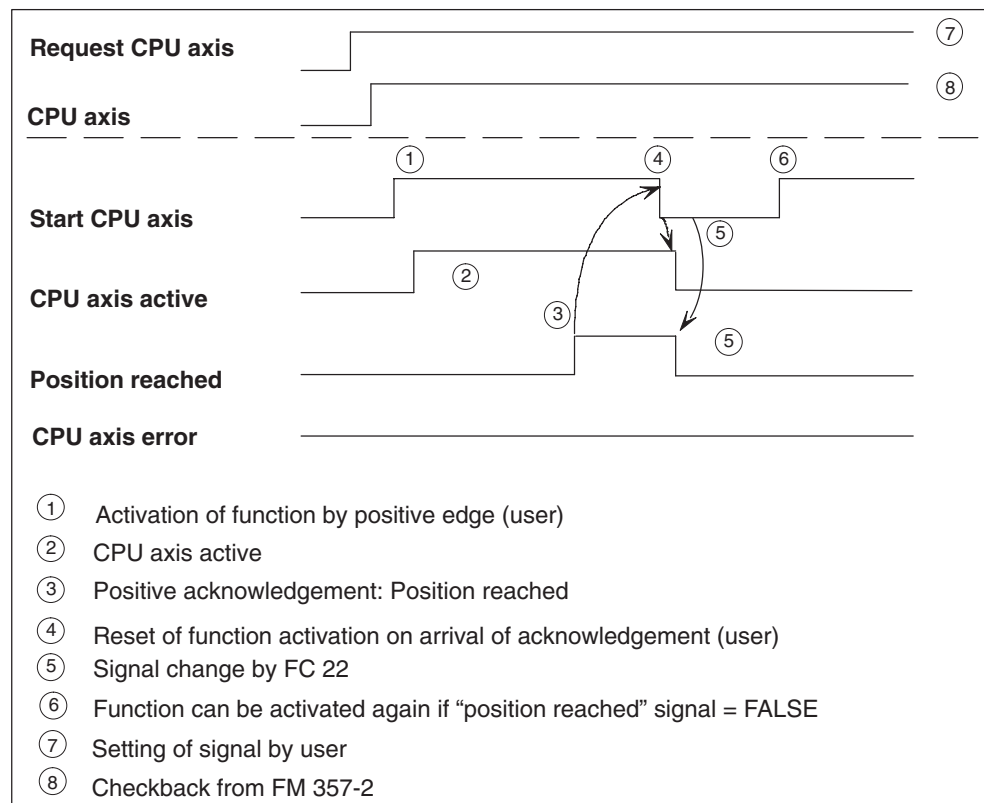 Request CPU axis
⑦
⑧
CPU axis
① ④ ⑥
Start CPU axis
⑤
②
CPU axis active
③
⑤
Position reached
CPU axis error
① Activation of function by positive edge (user)
② CPU axis active
③ Positive acknowledgement: Position reached
④ Reset of function activation on arrival of acknowledgement (user)
⑤ Signal change by FC 22
⑥ Function can be activated again if “position reached” signal = FALSE
⑦ Setting of signal by user
⑧ Checkback from FM 357-2